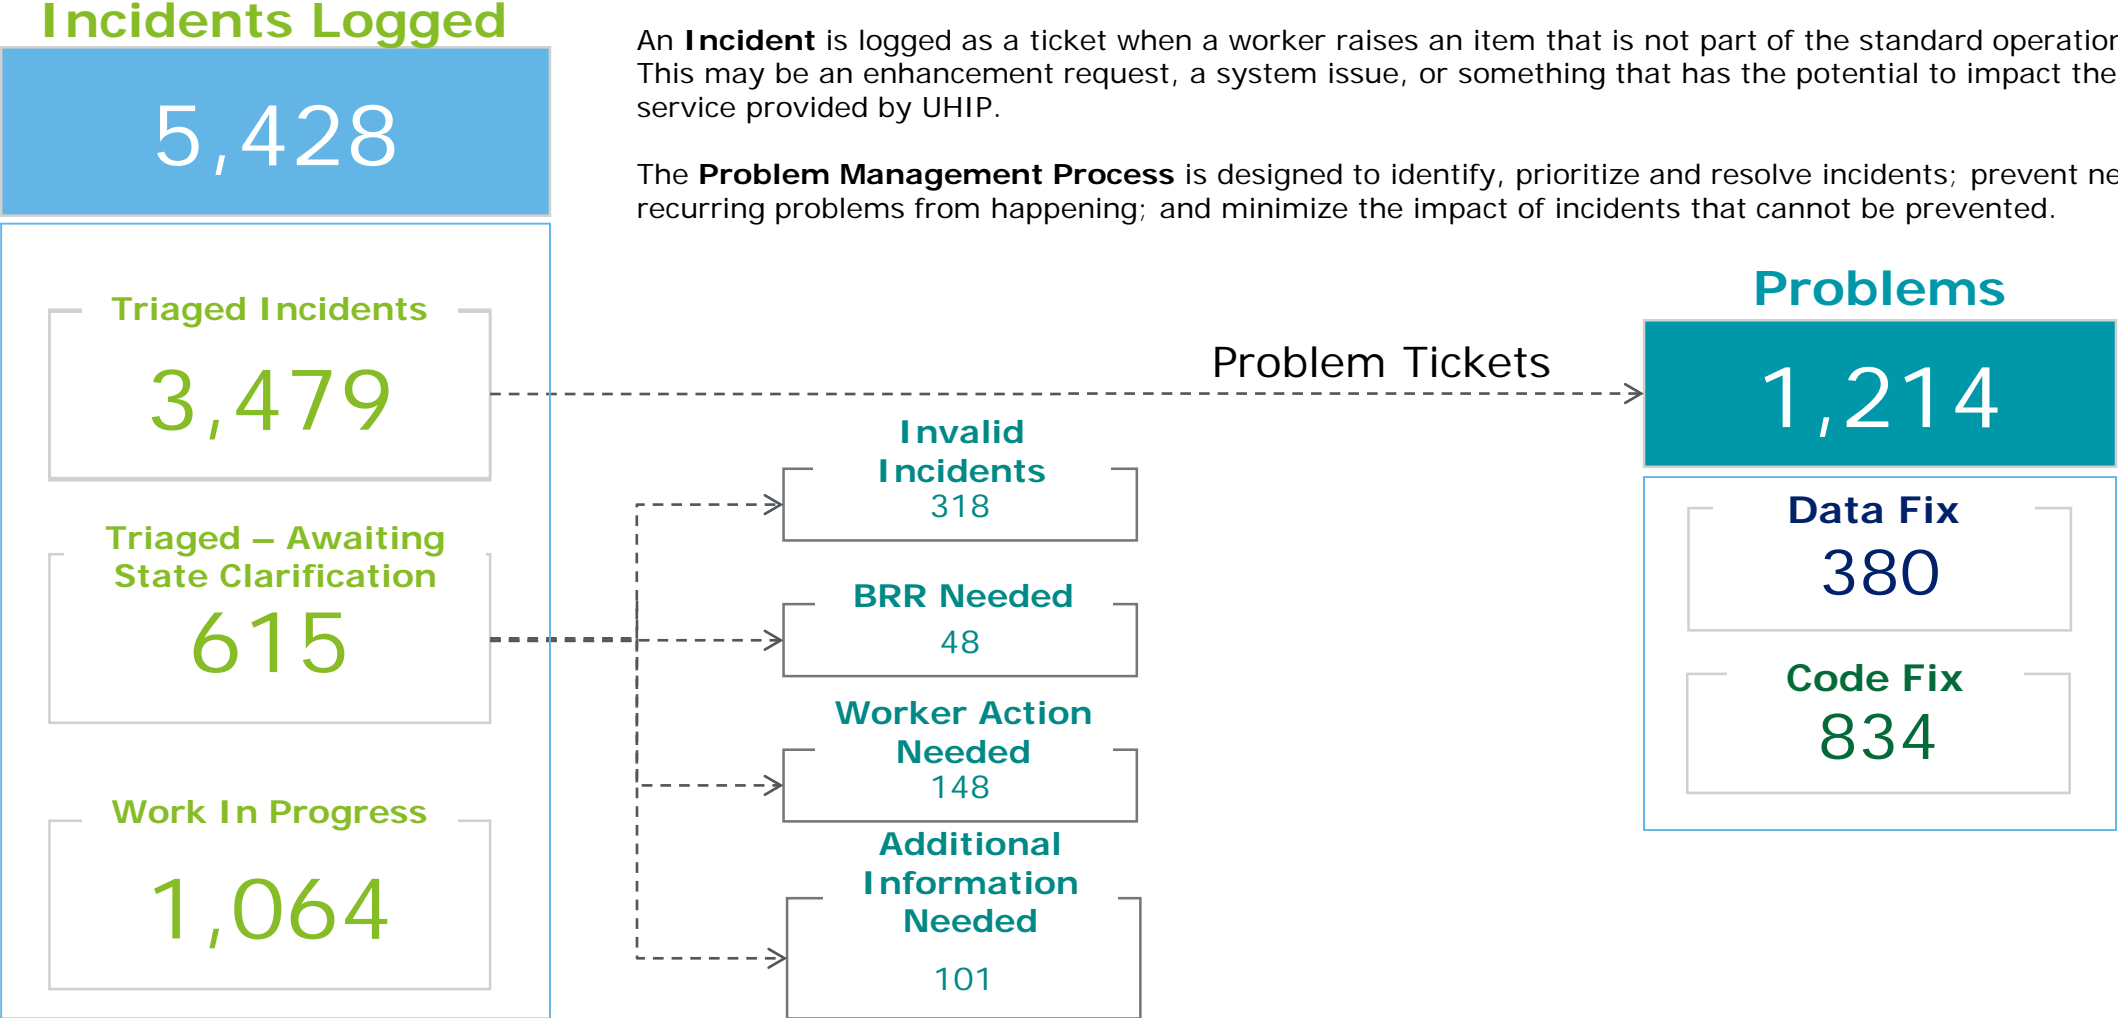 Incidents Logged
5,428
An Incident is logged as a ticket when a worker raises an item that is not part of the standard operation
This may be an enhancement request, a system issue, or something that has the potential to impact the
service provided by UHIP.
The Problem Management Process is designed to identify, prioritize and resolve incidents; prevent ne
recurring problems from happening; and minimize the impact of incidents that cannot be prevented.
Triaged Incidents
3,479
Triaged – Awaiting
State Clarification
615
Work In Progress
1,064
Problem Tickets
Invalid
Incidents
318
BRR Needed
48
Worker Action
Needed
148
Additional
Information
Needed
101
Problems
1,214
Data Fix
380
Code Fix
834